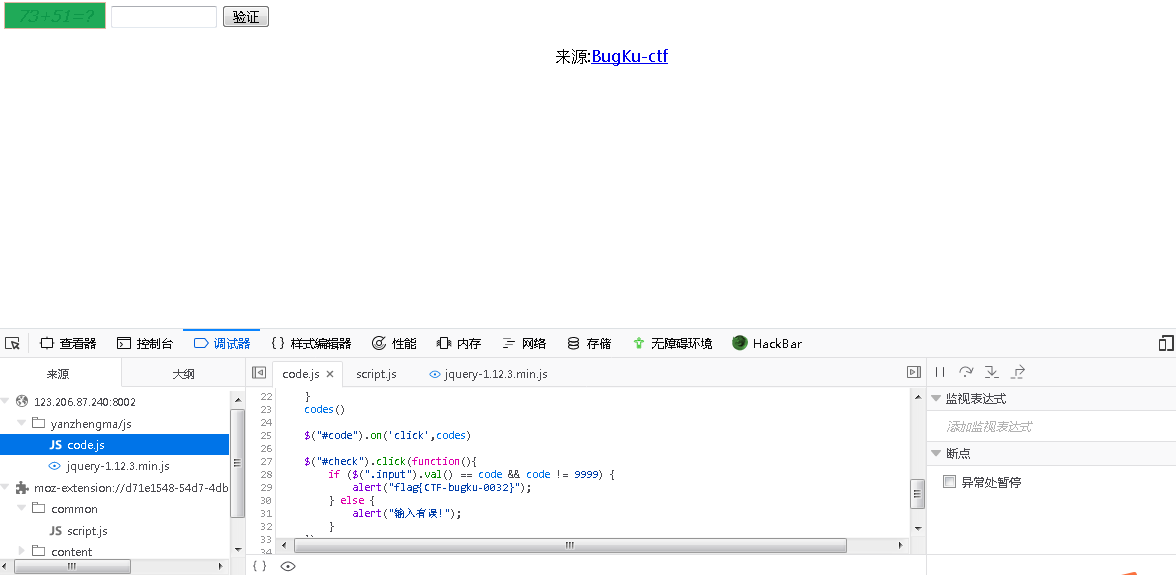 73+51=? 验证
来源:BugKu-ctf
查看器 控制台 调试器 {} 样式编辑器 性能 内存 网络 存储 无障碍环境 HackBar
来源 大纲 code.js × script.js jquery-1.12.3.min.js
123.206.87.240:8002
yanzhengma/js
JS code.js
jquery-1.12.3.min.js
moz-extension://d71e1548-54d7-4db
common
JS script.js
content
22 }
23 codes()
24
25 $("#code").on('click',codes)
26
27 $("#check").click(function(){
28 if ($(".input").val() == code && code != 9999) {
29 alert("flag{CTF-bugku-0032}");
30 } else {
31 alert("输入有误!");
32 }
33 })
34
{ }
监视表达式
添加监视表达式
断点
异常处暂停